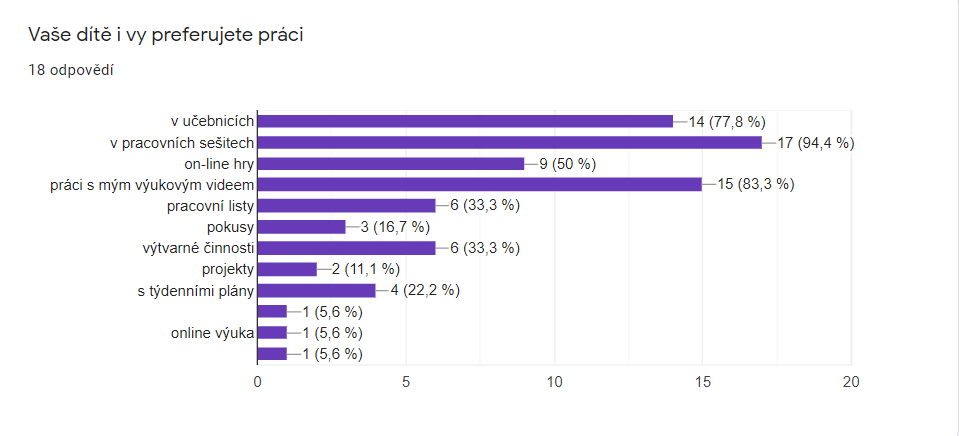 Vaše dítě i vy preferujete práci
18 odpovědí
v učebnicích 14 (77,8 %)
v pracovních sešitech 17 (94,4 %)
on-line hry 9 (50 %)
práci s mým výukovým videem 15 (83,3 %)
pracovní listy 6 (33,3 %)
pokusy 3 (16,7 %)
výtvarné činnosti 6 (33,3 %)
projekty 2 (11,1 %)
s týdenními plány 4 (22,2 %)
1 (5,6 %)
online výuka 1 (5,6 %)
1 (5,6 %)
0 5 10 15 20